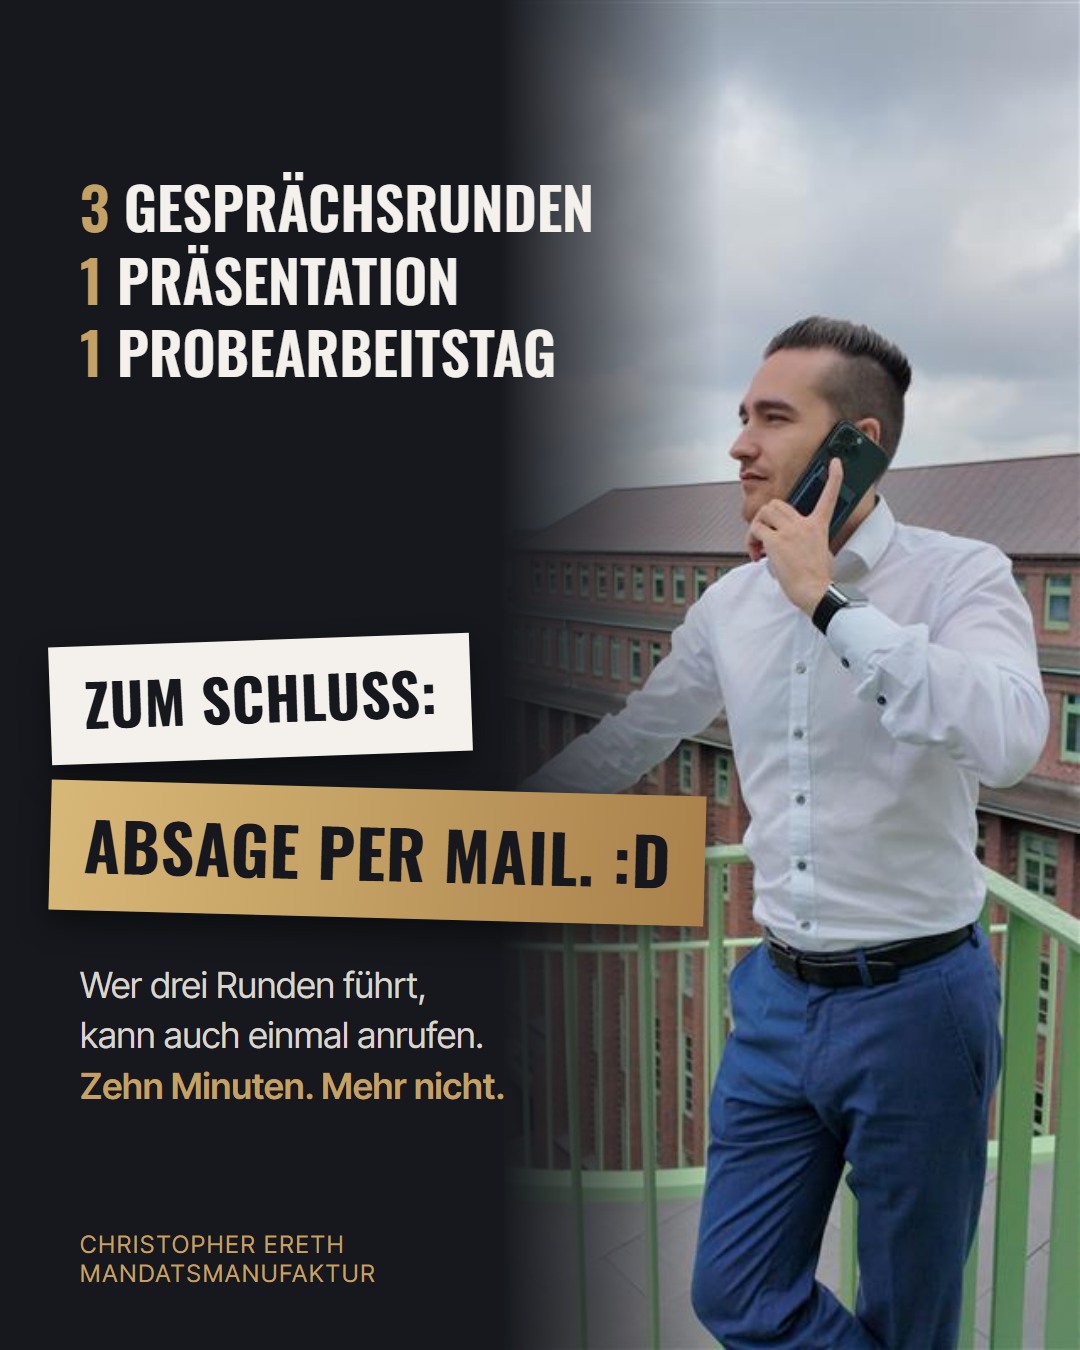 3 GESPRÄCHSRUNDEN
1 PRÄSENTATION
1 PROBEARBEITSTAG
ZUM SCHLUSS:
ABSAGE PER MAIL. :D
Wer drei Runden führt,
kann auch einmal anrufen.
Zehn Minuten. Mehr nicht.
CHRISTOPHER ERETH
MANDATSMANUFAKTUR